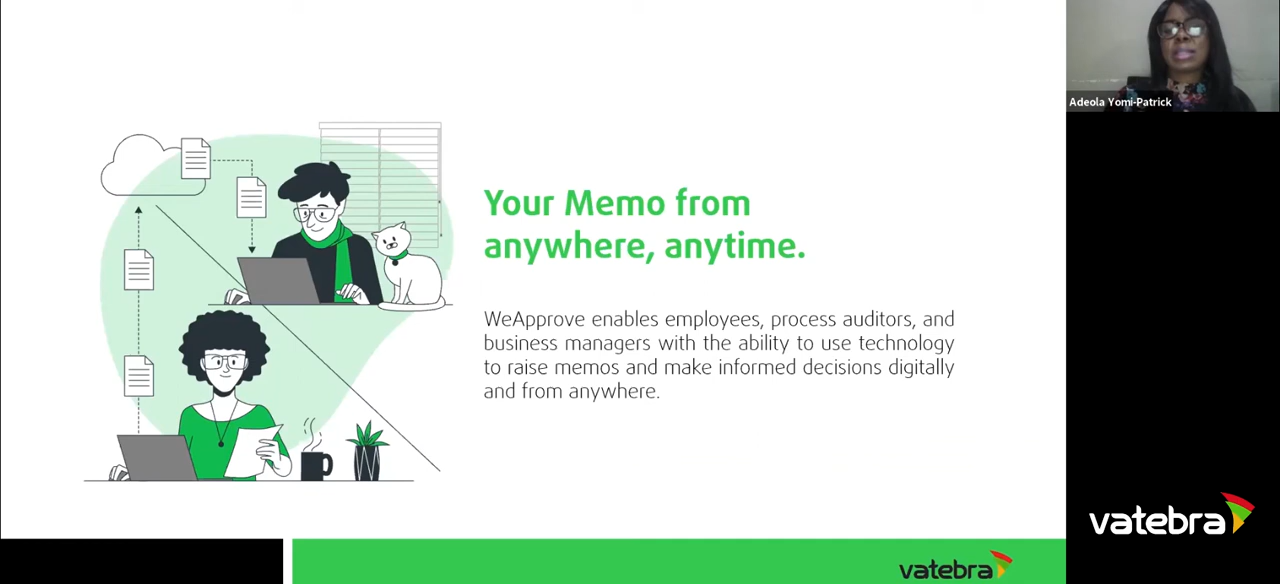 Adeola Yomi-Patrick
Your Memo from
anywhere, anytime.
WeApprove enables employees, process auditors, and
business managers with the ability to use technology
to raise memos and make informed decisions digitally
and from anywhere.
vatebra
vatebra